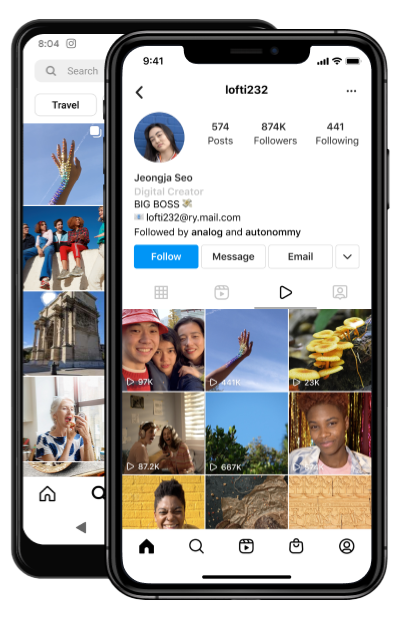 8:04
Search
Travel
9:41
lofti232
574 874K 441
Posts Followers Following
Jeongja Seo
Digital Creator
BIG BOSS 💸
📧 lofti232@ry.mail.com
Followed by analog and autonommy
Follow Message Email
97K 441K 23K
87.2K 667K